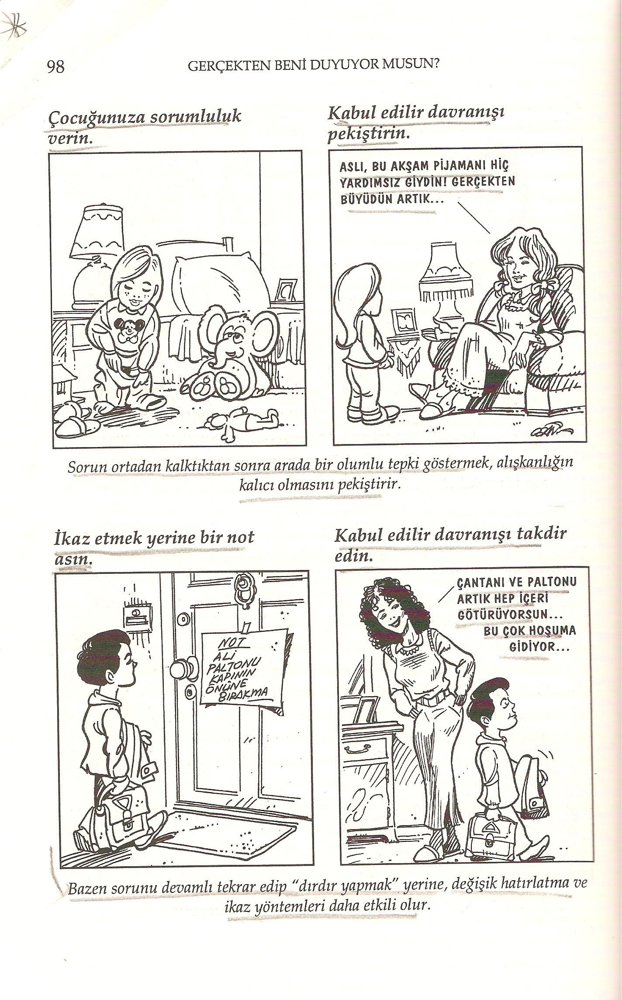 98
GERÇEKTEN BENİ DUYUYOR MUSUN?
Çocuğunuza sorumluluk
verin.
Kabul edilir davranışı
pekiştirin.
ASLI, BU AKŞAM PİJAMANI HİÇ
YARDIMSIZ GİYDİN! GERÇEKTEN
BÜYÜDÜN ARTIK...
Sorun ortadan kalktıktan sonra arada bir olumlu tepki göstermek, alışkanlığın
kalıcı olmasını pekiştirir.
İkaz etmek yerine bir not
asın.
Kabul edilir davranışı takdir
edin.
NOT
ALİ
PALTONU
KAPININ
ÖNÜNE
BIRAKMA
ÇANTANI VE PALTONU
ARTIK HEP İÇERİ
GÖTÜRÜYORSUN...
BU ÇOK HOŞUMA
GİDİYOR...
Bazen sorunu devamlı tekrar edip "dırdır yapmak" yerine, değişik hatırlatma ve
ikaz yöntemleri daha etkili olur.